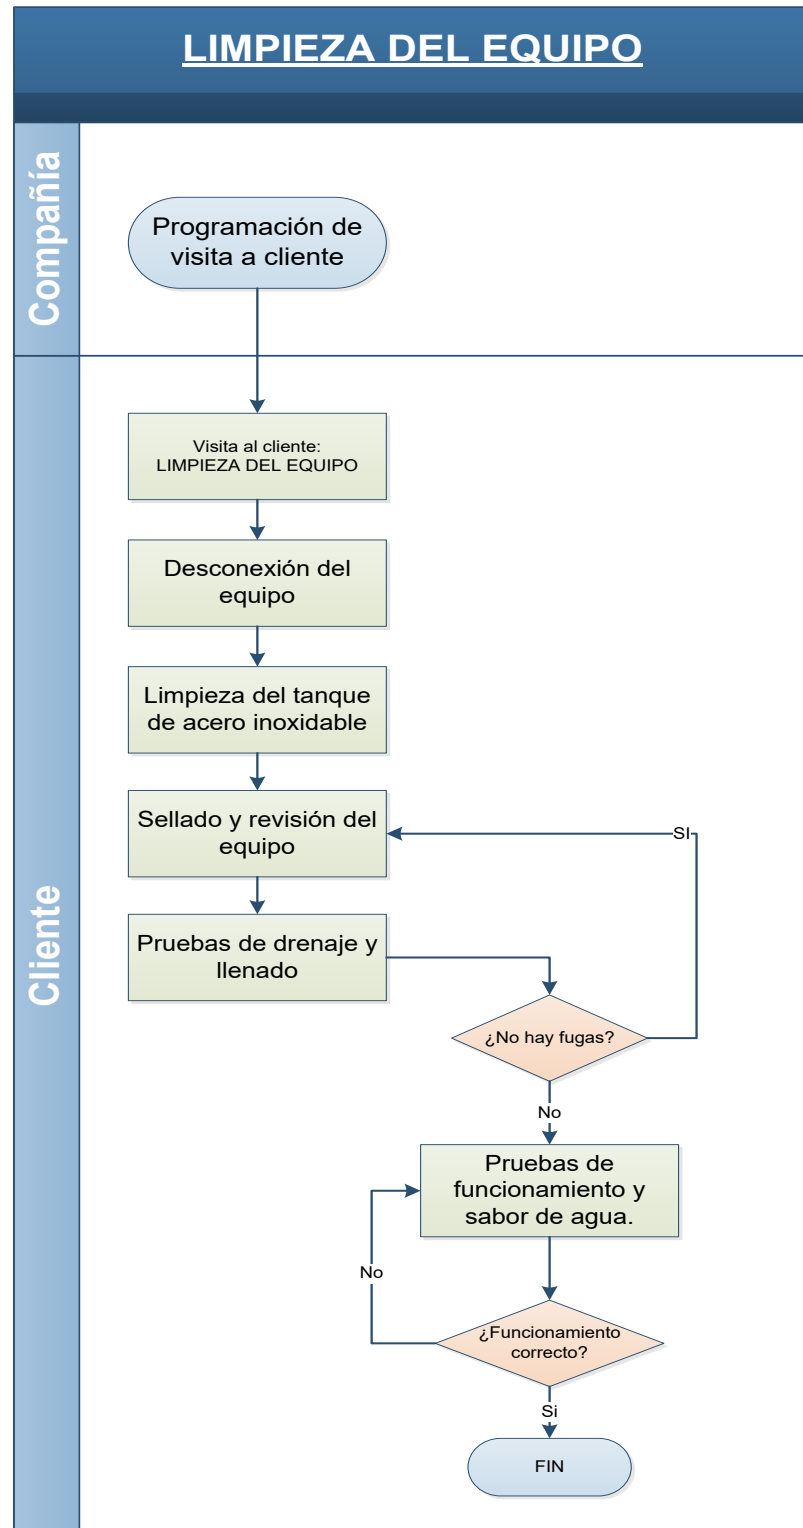 LIMPIEZA DEL EQUIPO
Compañía
Programación de
visita a cliente
Cliente
Visita al cliente:
LIMPIEZA DEL EQUIPO
Desconexión del
equipo
Limpieza del tanque
de acero inoxidable
Sellado y revisión del
equipo
SI
Pruebas de drenaje y
llenado
¿No hay fugas?
No
Pruebas de
funcionamiento y
sabor de agua.
No
¿Funcionamiento
correcto?
Si
FIN